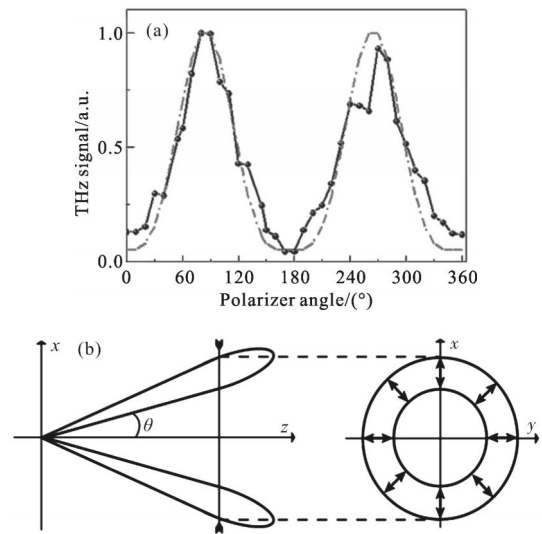 (a)
THz signal/a.u.
1.0
0.5
0.0
0 60 120 180 240 300 360
Polarizer angle/(°)
x (b) x
θ z y